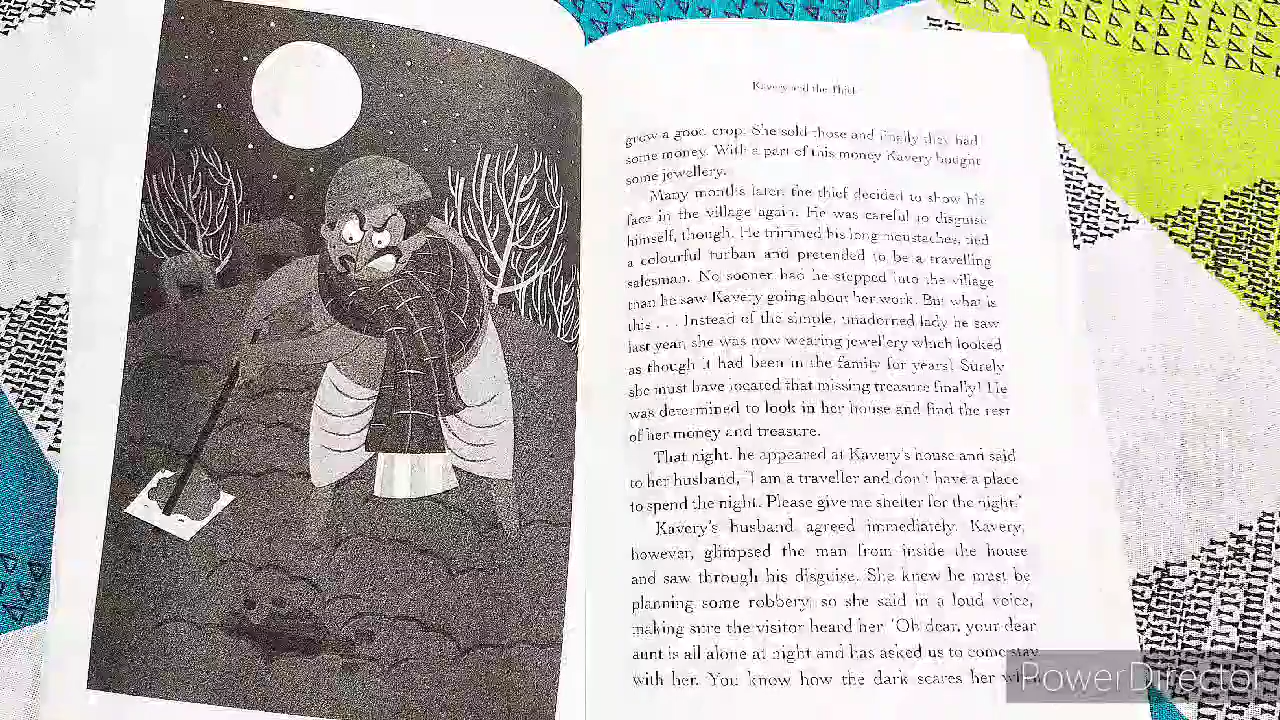 Kavery and the Thief
grew a good crop. She sold those and finally they had
some money. With a part of this money Kavery bought
some jewellery.
Many months later, the thief decided to show his
face in the village again. He was careful to disguise
himself, though. He trimmed his long moustaches, tied
a colourful turban and pretended to be a travelling
salesman. No sooner had he stepped into the village
than he saw Kavery going about her work. But what is
this . . . Instead of the simple, unadorned lady he saw
last year, she was now wearing jewellery which looked
as though it had been in the family for years! Surely
she must have located that missing treasure finally! He
was determined to look in her house and find the rest
of her money and treasure.
That night, he appeared at Kavery's house and said
to her husband, 'I am a traveller and don't have a place
to spend the night. Please give me shelter for the night.'
Kavery's husband agreed immediately. Kavery,
however, glimpsed the man from inside the house
and saw through his disguise. She knew he must be
planning some robbery, so she said in a loud voice,
making sure the visitor heard her, 'Oh dear, your dear
aunt is all alone at night and has asked us to come stay
with her. You know how the dark scares her
PowerDirector